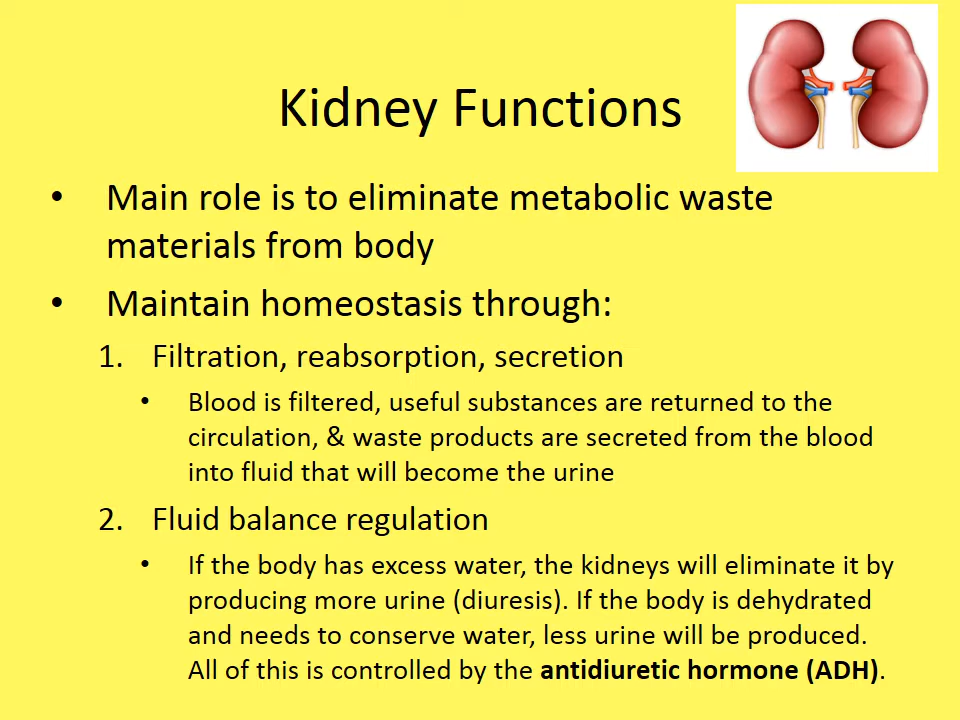 Kidney Functions
• Main role is to eliminate metabolic waste
materials from body
• Maintain homeostasis through:
1. Filtration, reabsorption, secretion
• Blood is filtered, useful substances are returned to the
circulation, & waste products are secreted from the blood
into fluid that will become the urine
2. Fluid balance regulation
• If the body has excess water, the kidneys will eliminate it by
producing more urine (diuresis). If the body is dehydrated
and needs to conserve water, less urine will be produced.
All of this is controlled by the antidiuretic hormone (ADH).